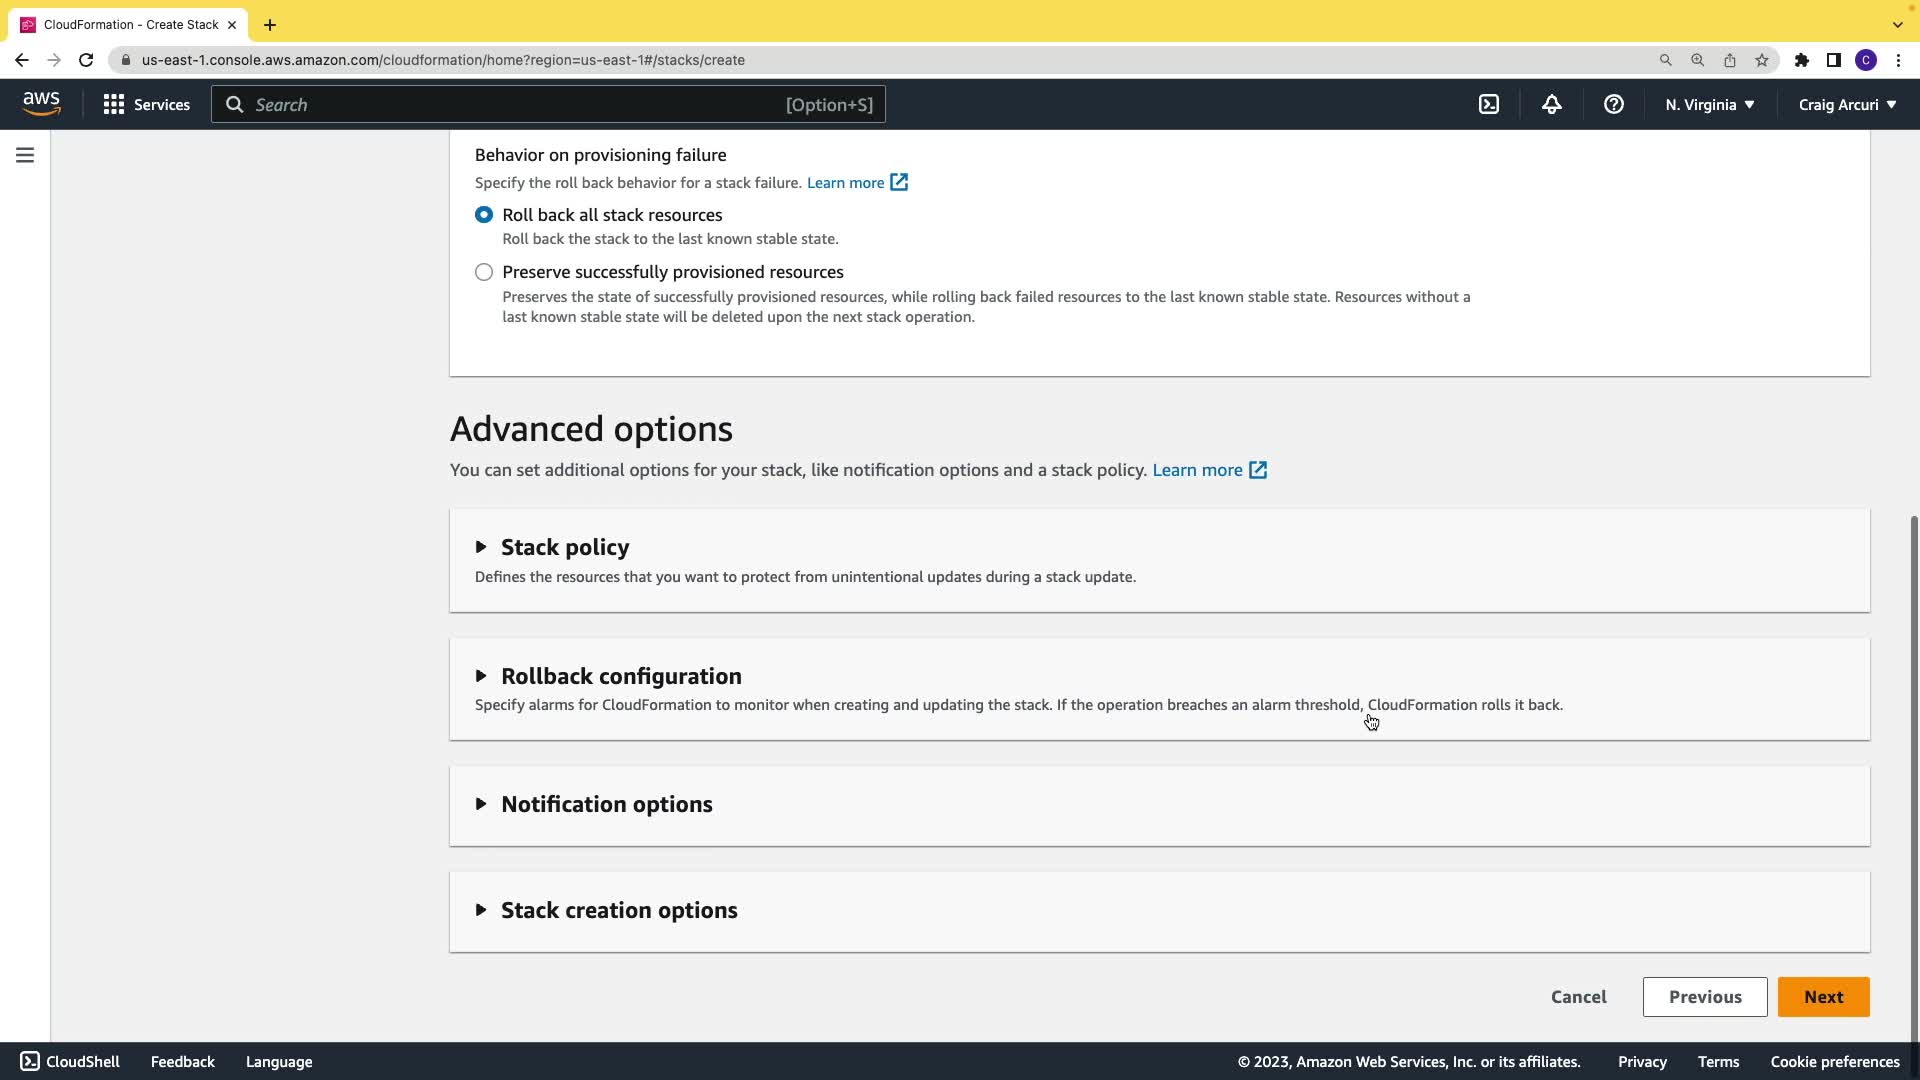 CloudFormation - Create Stack
us-east-1.console.aws.amazon.com/cloudformation/home?region=us-east-1#/stacks/create
C
aws
Services
Search
[Option+S]
N. Virginia
Craig Arcuri
Behavior on provisioning failure
Specify the roll back behavior for a stack failure. Learn more
Roll back all stack resources
Roll back the stack to the last known stable state.
Preserve successfully provisioned resources
Preserves the state of successfully provisioned resources, while rolling back failed resources to the last known stable state. Resources without a
last known stable state will be deleted upon the next stack operation.
Advanced options
You can set additional options for your stack, like notification options and a stack policy. Learn more
Stack policy
Defines the resources that you want to protect from unintentional updates during a stack update.
Rollback configuration
Specify alarms for CloudFormation to monitor when creating and updating the stack. If the operation breaches an alarm threshold, CloudFormation rolls it back.
Notification options
Stack creation options
Cancel
Previous
Next
CloudShell
Feedback
Language
© 2023, Amazon Web Services, Inc. or its affiliates.
Privacy
Terms
Cookie preferences